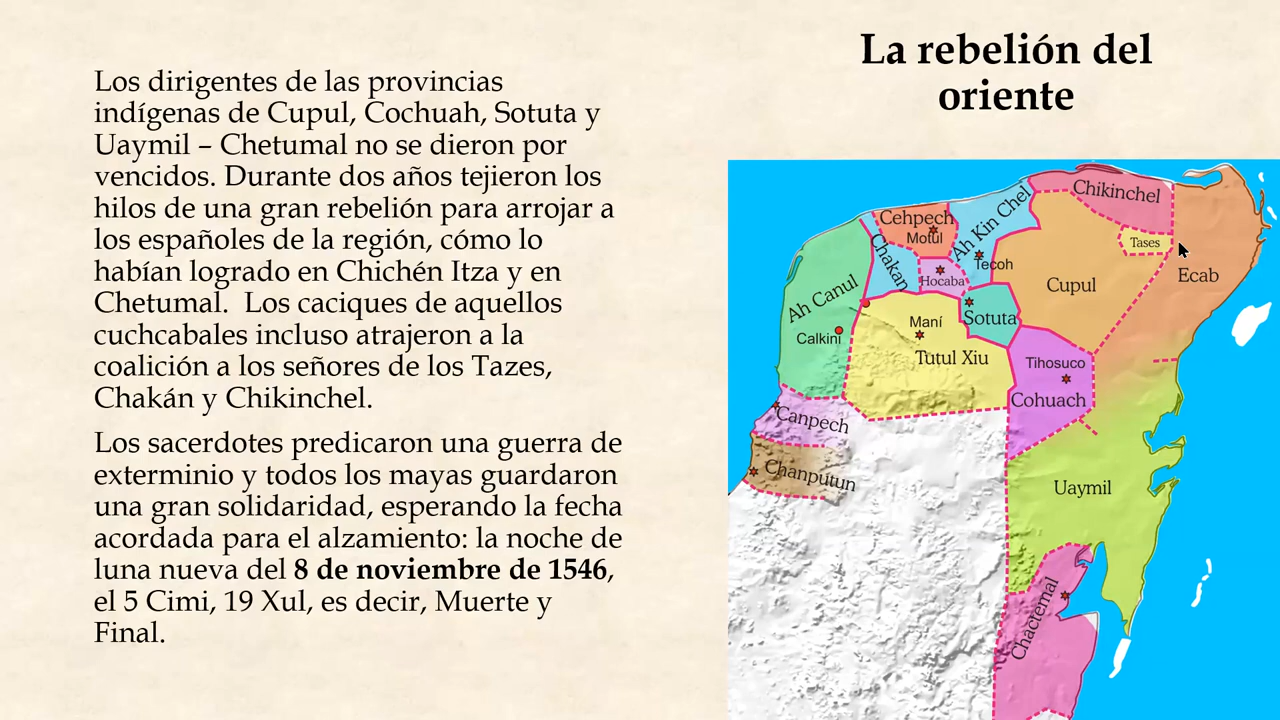 La rebelión del
oriente
Los dirigentes de las provincias
indígenas de Cupul, Cochuah, Sotuta y
Uaymil – Chetumal no se dieron por
vencidos. Durante dos años tejieron los
hilos de una gran rebelión para arrojar a
los españoles de la región, cómo lo
habían logrado en Chichén Itza y en
Chetumal.  Los caciques de aquellos
cuchcabales incluso atrajeron a la
coalición a los señores de los Tazes,
Chakán y Chikinchel.
Los sacerdotes predicaron una guerra de
exterminio y todos los mayas guardaron
una gran solidaridad, esperando la fecha
acordada para el alzamiento: la noche de
luna nueva del 8 de noviembre de 1546,
el 5 Cimi, 19 Xul, es decir, Muerte y
Final.
Chikinchel
Cehpech
Motul
Ah Kin Chel
Tases
Chakan
Tecoh
Hocaba
Cupul
Ecab
Ah Canul
Sotuta
Maní
Calkiní
Tutul Xiu
Tihosuco
Cohuach
Canpech
Chanputun
Uaymil
Chactemal